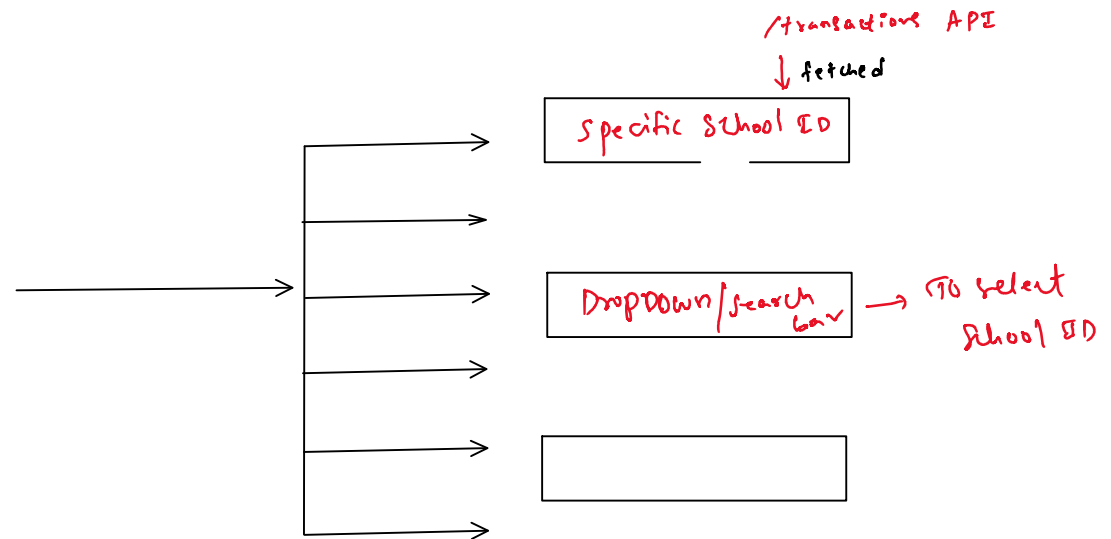 /transactions API
fetched
Specific School ID
DropDown/search
bar
To select
School ID